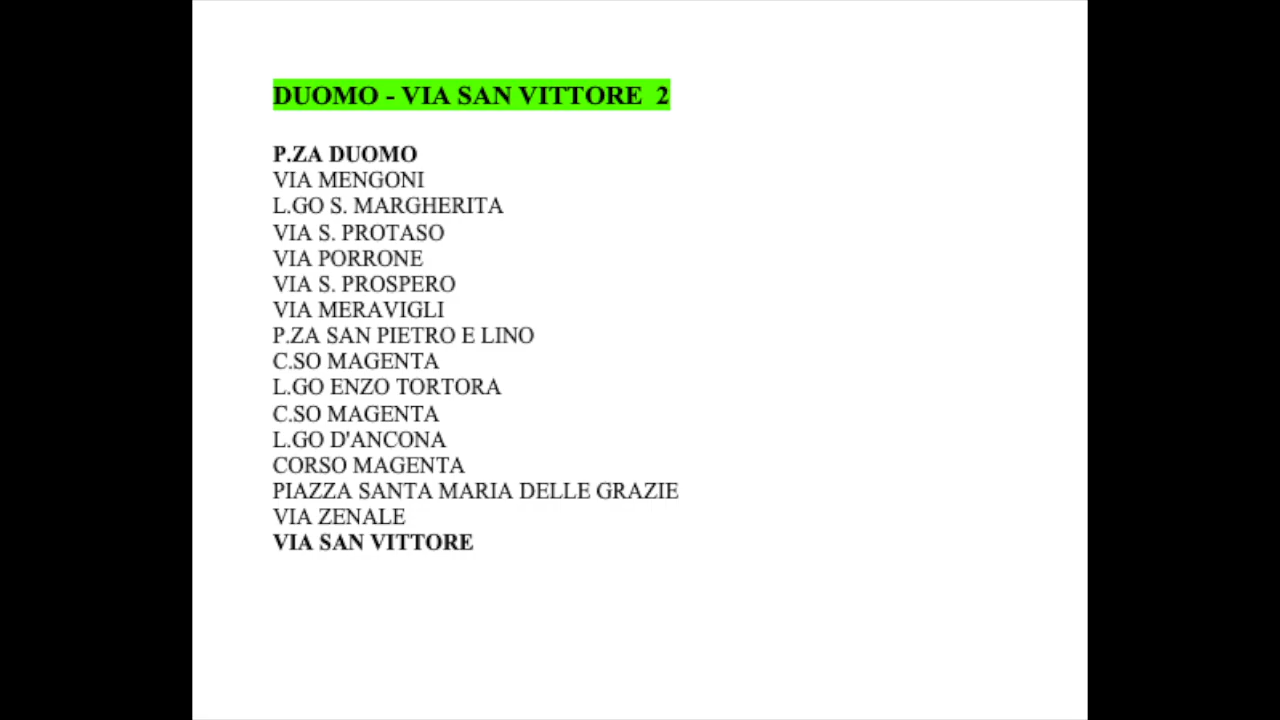 DUOMO - VIA SAN VITTORE 2
P.ZA DUOMO
VIA MENGONI
L.GO S. MARGHERITA
VIA S. PROTASO
VIA PORRONE
VIA S. PROSPERO
VIA MERAVIGLI
P.ZA SAN PIETRO E LINO
C.SO MAGENTA
L.GO ENZO TORTORA
C.SO MAGENTA
L.GO D'ANCONA
CORSO MAGENTA
PIAZZA SANTA MARIA DELLE GRAZIE
VIA ZENALE
VIA SAN VITTORE